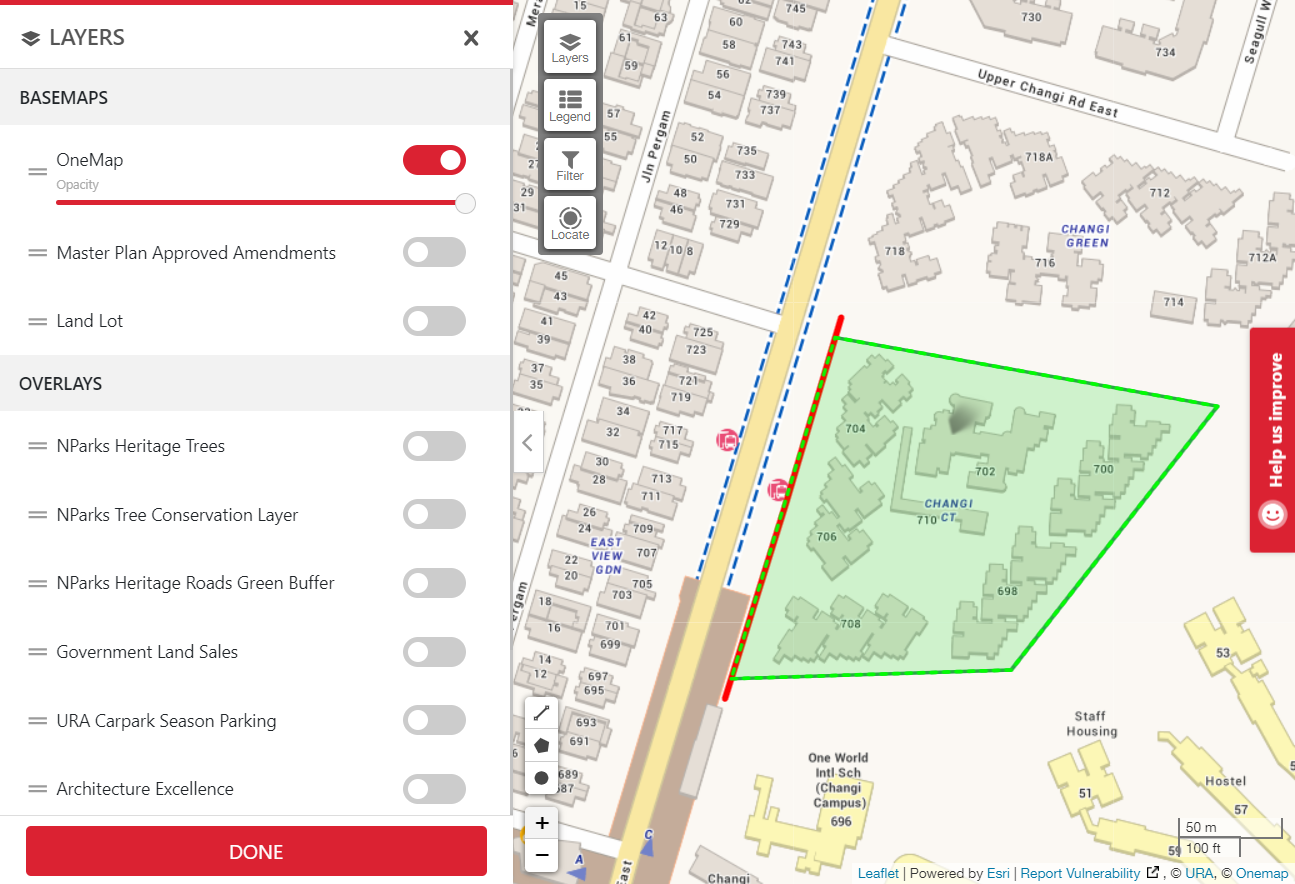 LAYERS
BASEMAPS
OneMap
Opacity
Master Plan Approved Amendments
Land Lot
OVERLAYS
NParks Heritage Trees
NParks Tree Conservation Layer
NParks Heritage Roads Green Buffer
Government Land Sales
URA Carpark Season Parking
Architecture Excellence
DONE
Layers
Legend
Filter
Locate
15
63
61
59
57
55
60
58
56
54
52
50
48
46
12 10 8
745
743
741
739
737
735
733
731
729
Jln Pergam
730
734
Seagull W
Upper Changi Rd East
718A
718
CHANGI
GREEN
716
712
712A
714
29
31
45
43
41
39
37
35
42
40
38
36
34
32
30
28
26
24
22
20
18
16
14
12
725
723
721
719
717
715
713
711
709
707
705
703
701
699
697
695
693
691
689
EAST
VIEW
GDN
704
702
700
CHANGI
CT
710
706
708
698
53
Staff
Housing
51
Hostel
57
59
One World
Intl Sch
(Changi
Campus)
696
A
C
East
Changi
Help us improve
+
−
50 m
100 ft
Leaflet | Powered by Esri | Report Vulnerability , © URA, © Onemap